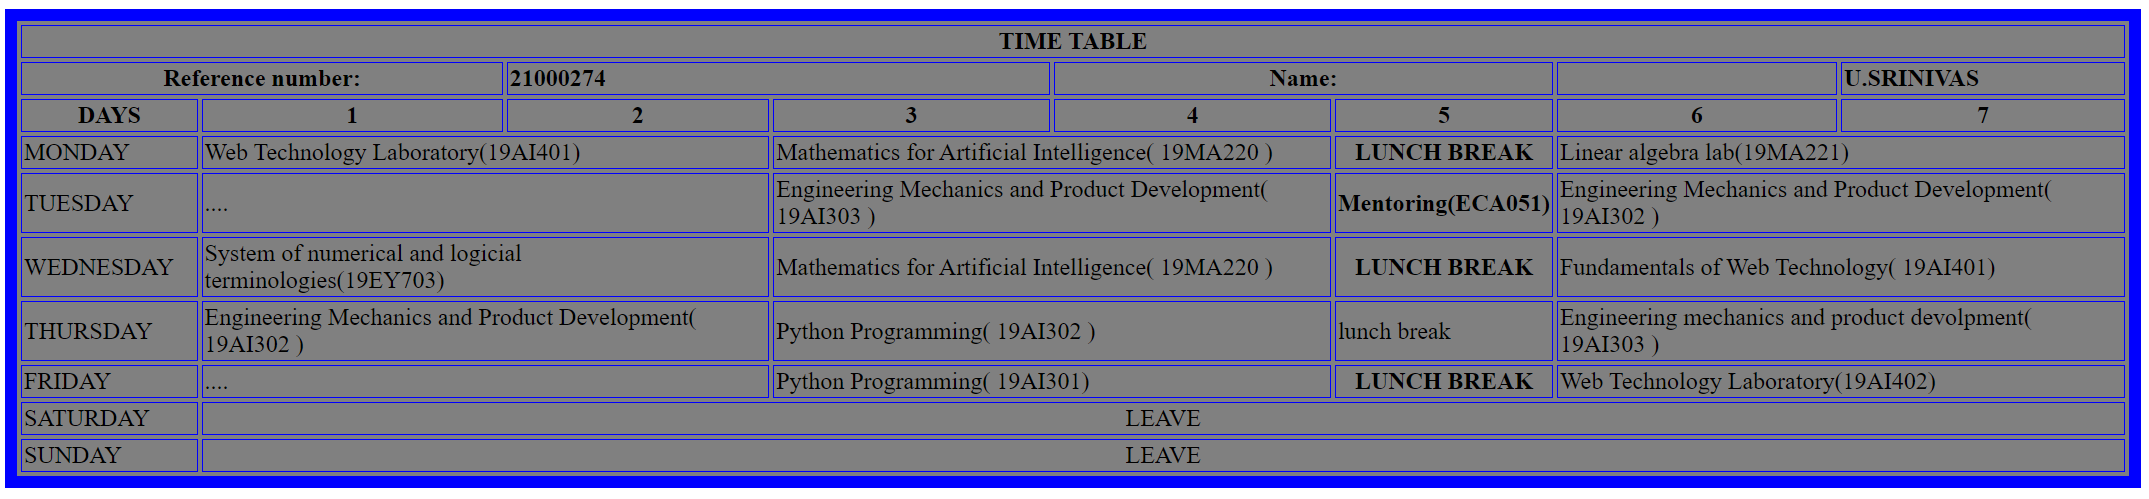 TIME TABLE
Reference number: 21000274 Name: U.SRINIVAS
DAYS 1 2 3 4 5 6 7
MONDAY Web Technology Laboratory(19AI401) Mathematics for Artificial Intelligence( 19MA220 ) LUNCH BREAK Linear algebra lab(19MA221)
TUESDAY .... Engineering Mechanics and Product Development( 19AI303 ) Mentoring(ECA051) Engineering Mechanics and Product Development( 19AI302 )
WEDNESDAY System of numerical and logicial terminologies(19EY703) Mathematics for Artificial Intelligence( 19MA220 ) LUNCH BREAK Fundamentals of Web Technology( 19AI401)
THURSDAY Engineering Mechanics and Product Development( 19AI302 ) Python Programming( 19AI302 ) lunch break Engineering mechanics and product devolpment( 19AI303 )
FRIDAY .... Python Programming( 19AI301) LUNCH BREAK Web Technology Laboratory(19AI402)
SATURDAY LEAVE
SUNDAY LEAVE